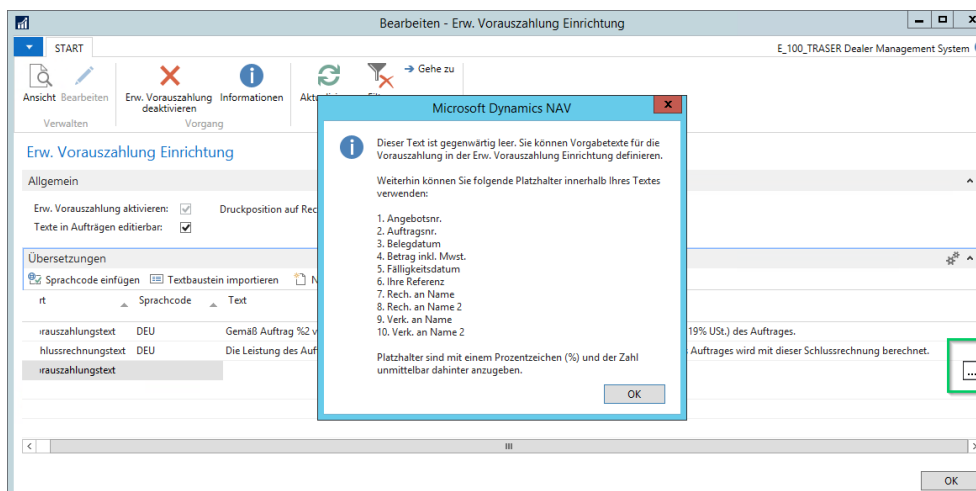 Bearbeiten - Erw. Vorauszahlung Einrichtung
START
E_100_TRASER Dealer Management System
Ansicht Bearbeiten
Erw. Vorauszahlung deaktivieren
Informationen
Gehe zu
Verwalten
Vorgang
Erw. Vorauszahlung Einrichtung
Allgemein
Erw. Vorauszahlung aktivieren:
Druckposition auf Rec
Texte in Aufträgen editierbar:
Übersetzungen
Sprachcode einfügen Textbaustein importieren N
rt Sprachcode Text
rauszahlungstext DEU Gemäß Auftrag %2 v 19% USt.) des Auftrages.
hlussrechnungstext DEU Die Leistung des Auf Auftrages wird mit dieser Schlussrechnung berechnet.
rauszahlungstext
...
OK
Microsoft Dynamics NAV
Dieser Text ist gegenwärtig leer. Sie können Vorgabetexte für die
Vorauszahlung in der Erw. Vorauszahlung Einrichtung definieren.
Weiterhin können Sie folgende Platzhalter innerhalb Ihres Textes
verwenden:
1. Angebotsnr.
2. Auftragsnr.
3. Belegdatum
4. Betrag inkl. Mwst.
5. Fälligkeitsdatum
6. Ihre Referenz
7. Rech. an Name
8. Rech. an Name 2
9. Verk. an Name
10. Verk. an Name 2
Platzhalter sind mit einem Prozentzeichen (%) und der Zahl
unmittelbar dahinter anzugeben.
OK